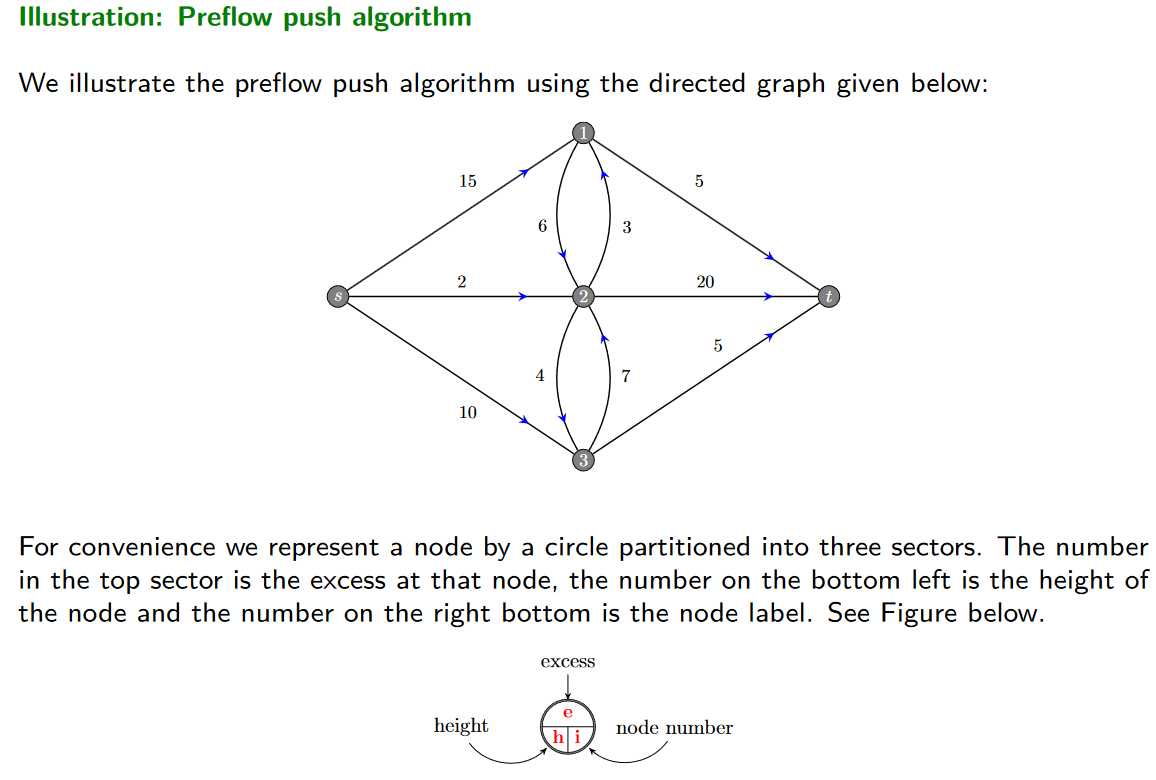 Illustration: Preflow push algorithm
We illustrate the preflow push algorithm using the directed graph given below:
1
15
5
6
3
s
2
2
20
t
5
4
7
10
3
For convenience we represent a node by a circle partitioned into three sectors. The number
in the top sector is the excess at that node, the number on the bottom left is the height of
the node and the number on the right bottom is the node label. See Figure below.
excess
e
height
h i
node number